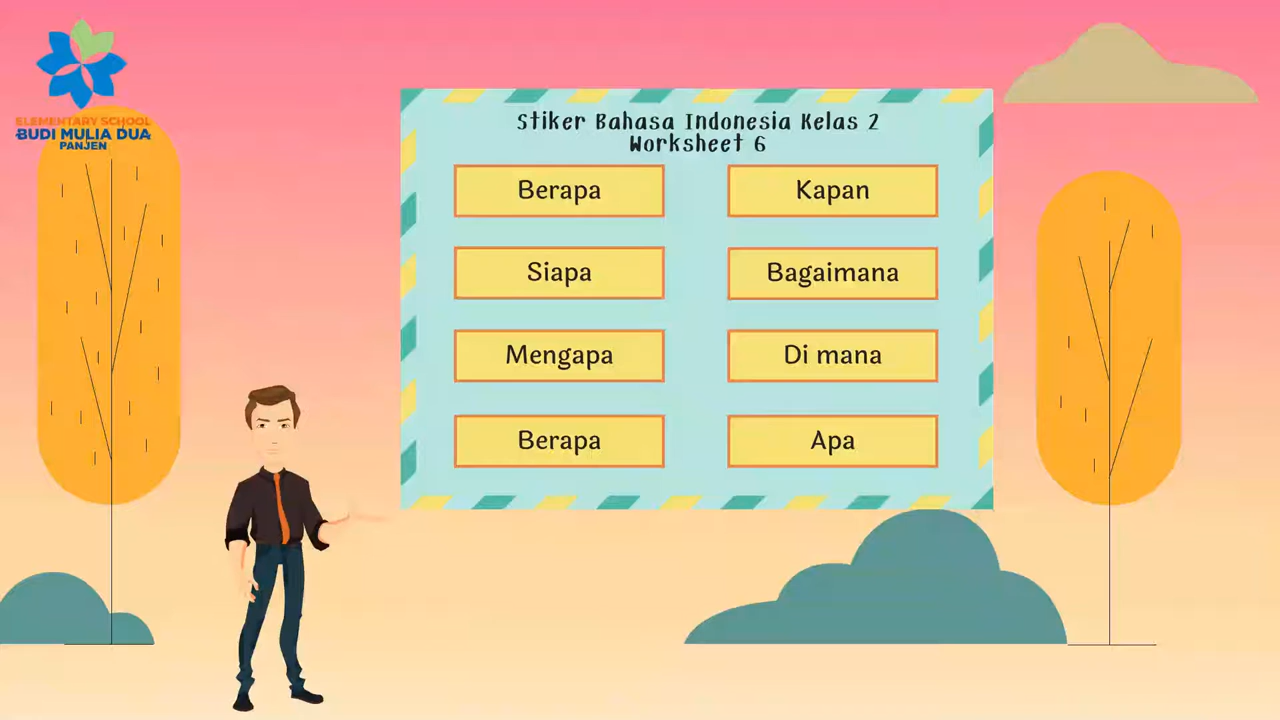 ELEMENTARY SCHOOL
BUDI MULIA DUA
PANJEN
Stiker Bahasa Indonesia Kelas 2
Worksheet 6
Berapa
Kapan
Siapa
Bagaimana
Mengapa
Di mana
Berapa
Apa